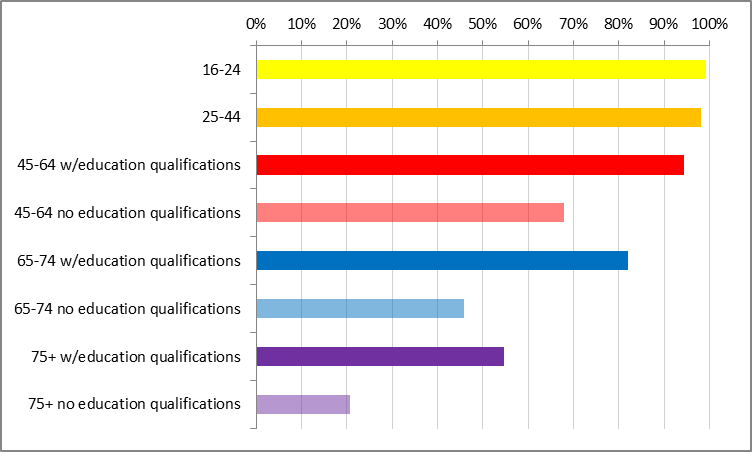 0% 10% 20% 30% 40% 50% 60% 70% 80% 90% 100%
16-24
25-44
45-64 w/education qualifications
45-64 no education qualifications
65-74 w/education qualifications
65-74 no education qualifications
75+ w/education qualifications
75+ no education qualifications